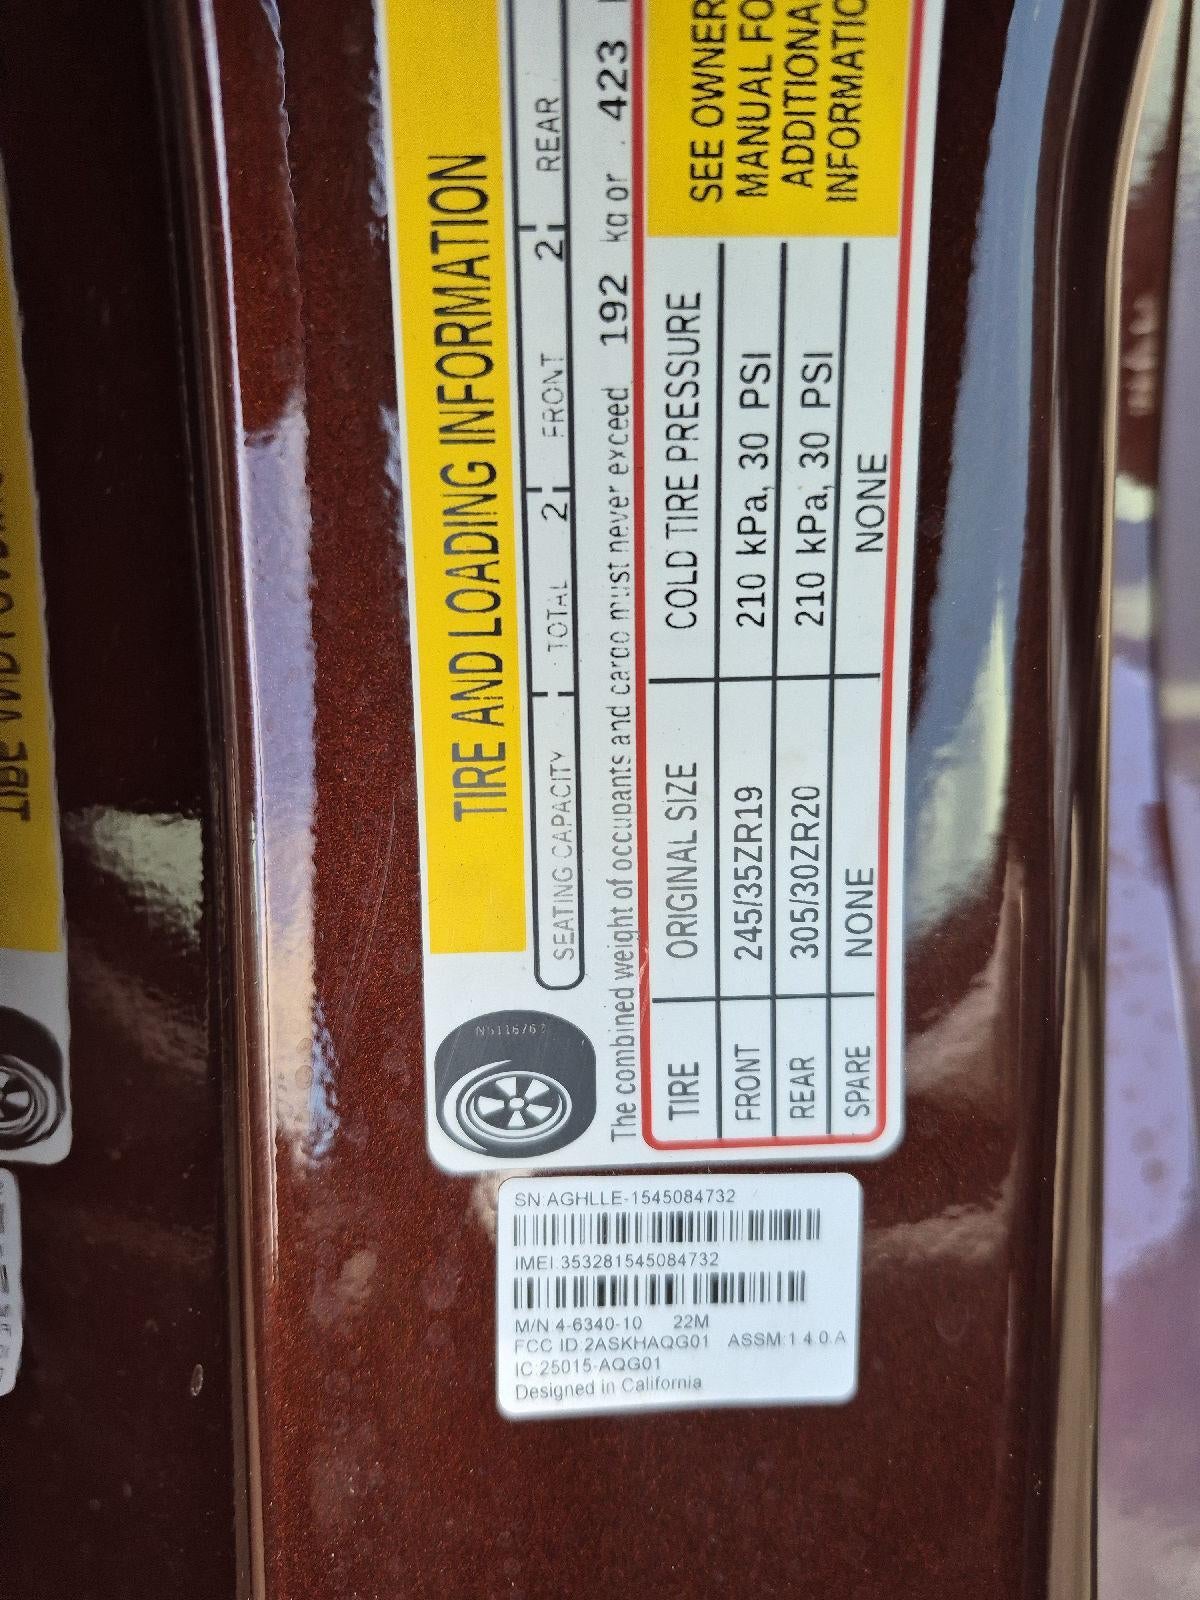 TIRE AND LOADING INFORMATION
SEATING CAPACITY TOTAL 2 FRONT 2 REAR
The combined weight of occupants and cargo must never exceed 192 kg or 423
TIRE ORIGINAL SIZE COLD TIRE PRESSURE
FRONT 245/35ZR19 210 kPa, 30 PSI
REAR 305/30ZR20 210 kPa, 30 PSI
SPARE NONE NONE
SEE OWNER
MANUAL FO
ADDITIONA
INFORMATIO
SN:AGHLLE-1545084732
IMEI:353281545084732
M/N 4-6340-10 22M
FCC ID:2ASKHAQG01 ASSM:1.4.0.A
IC:25015-AQG01
Designed in California